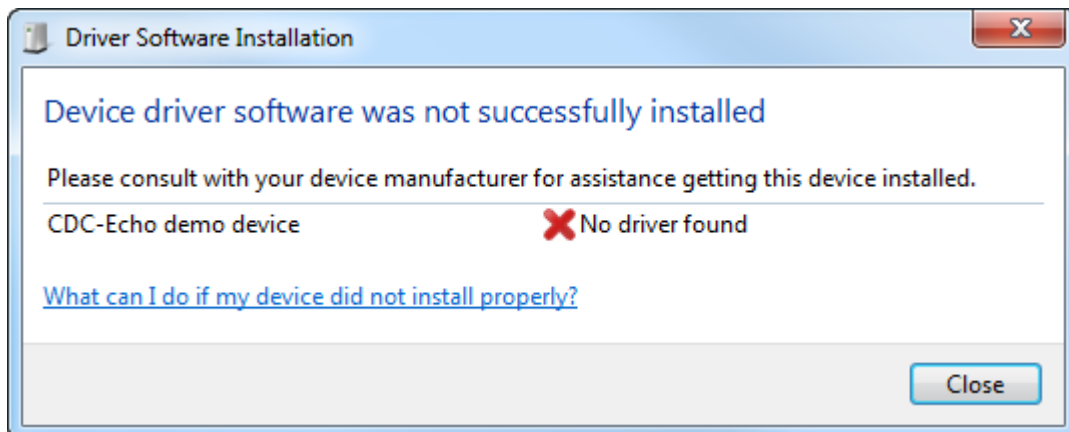 Driver Software Installation
Device driver software was not successfully installed
Please consult with your device manufacturer for assistance getting this device installed.
CDC-Echo demo device No driver found
What can I do if my device did not install properly?
Close